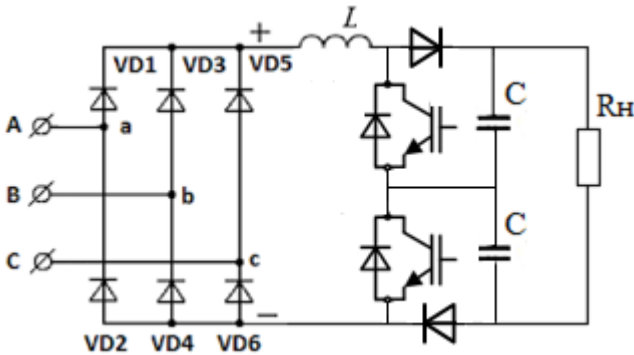 + L
VD1 VD3 VD5
C
Rн
A a
B b
C
C c
−
VD2 VD4 VD6